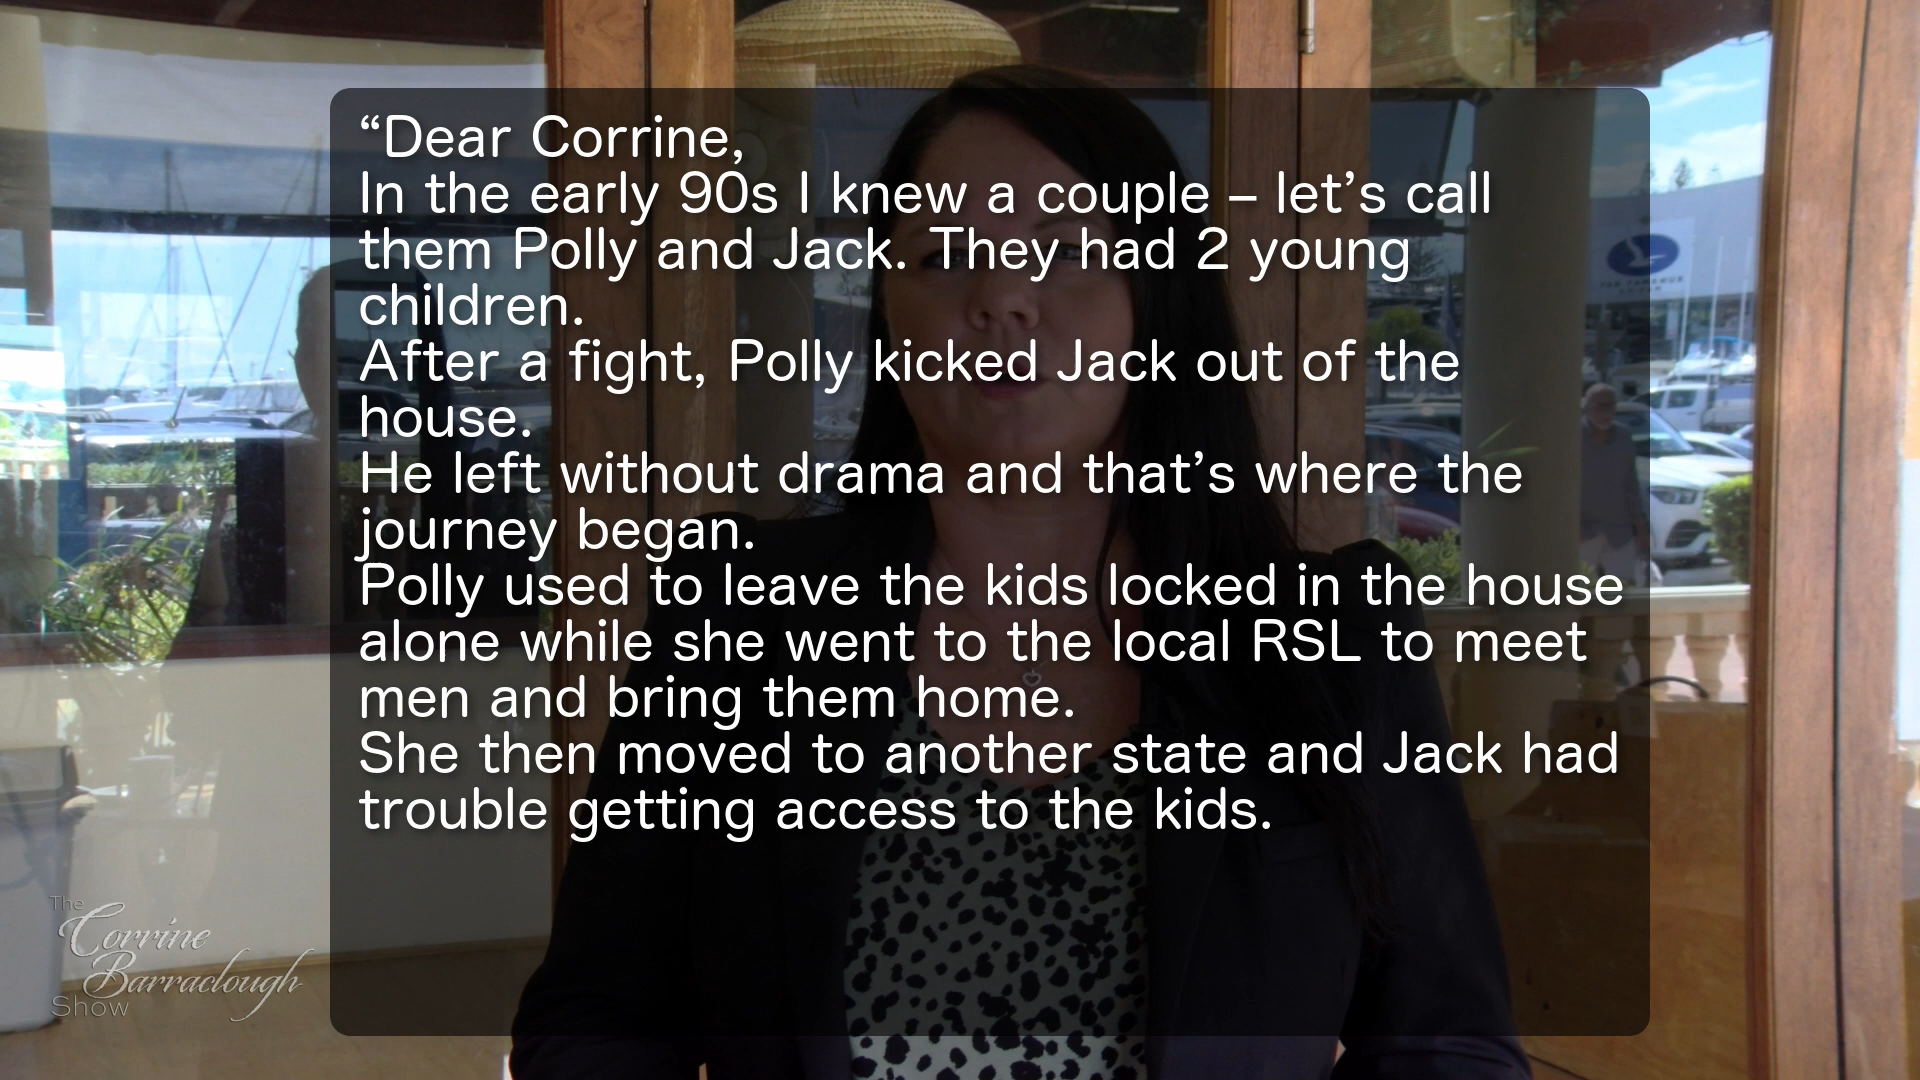 “Dear Corrine,
In the early 90s I knew a couple – let’s call
them Polly and Jack. They had 2 young
children.
After a fight, Polly kicked Jack out of the
house.
He left without drama and that’s where the
journey began.
Polly used to leave the kids locked in the house
alone while she went to the local RSL to meet
men and bring them home.
She then moved to another state and Jack had
trouble getting access to the kids.
The
Corrine
Barraclough
Show